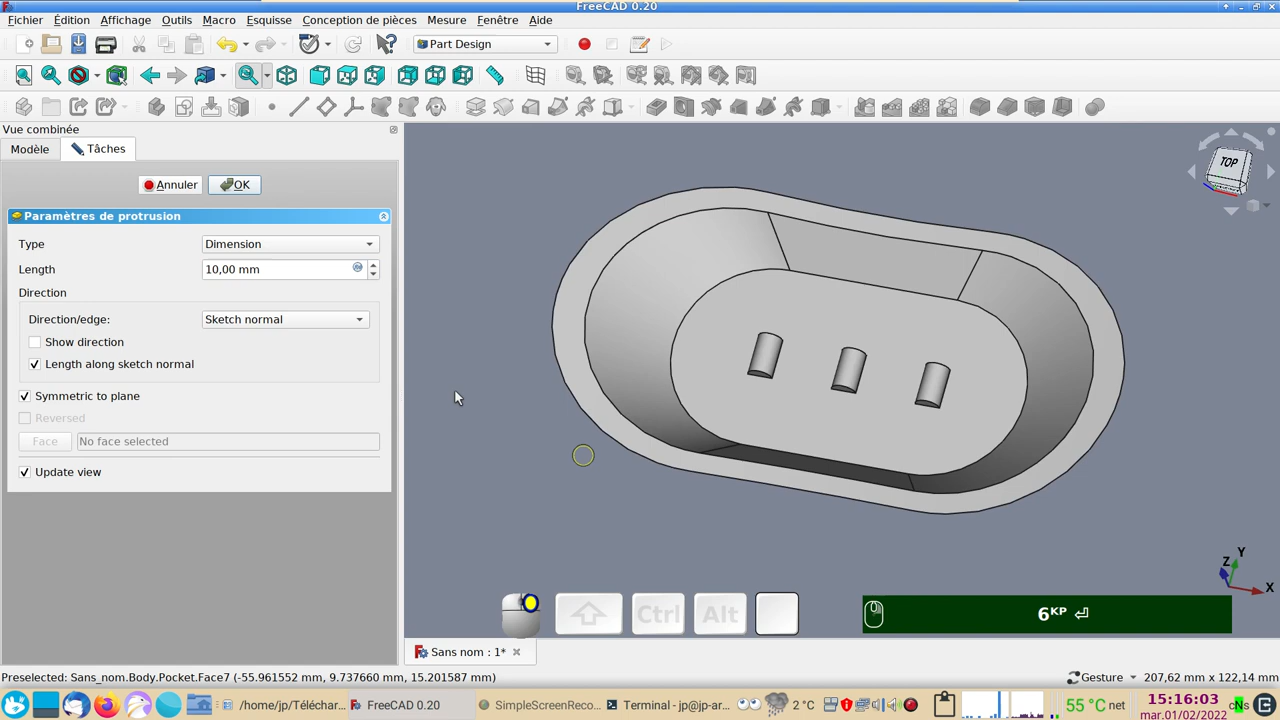 FreeCAD 0.20
Fichier Édition Affichage Outils Macro Esquisse Conception de pièces Mesure Fenêtre Aide
Part Design
Vue combinée
Modèle Tâches
Annuler OK
Paramètres de protrusion
Type Dimension
Length 10,00 mm
Direction
Direction/edge: Sketch normal
Show direction
Length along sketch normal
Symmetric to plane
Reversed
Face No face selected
Update view
TOP
Y
Z
X
Ctrl Alt
6KP ⏎
Sans nom : 1*
Preselected: Sans_nom.Body.Pocket.Face7 (-55.961552 mm, 9.737660 mm, 15.201587 mm)
Gesture 207,62 mm x 122,14 mm
/home/jp/Téléchar... FreeCAD 0.20 SimpleScreenReco... Terminal - jp@jp-ar... 2 °C 55 °C net 15:16:03
mar.01/02/2022